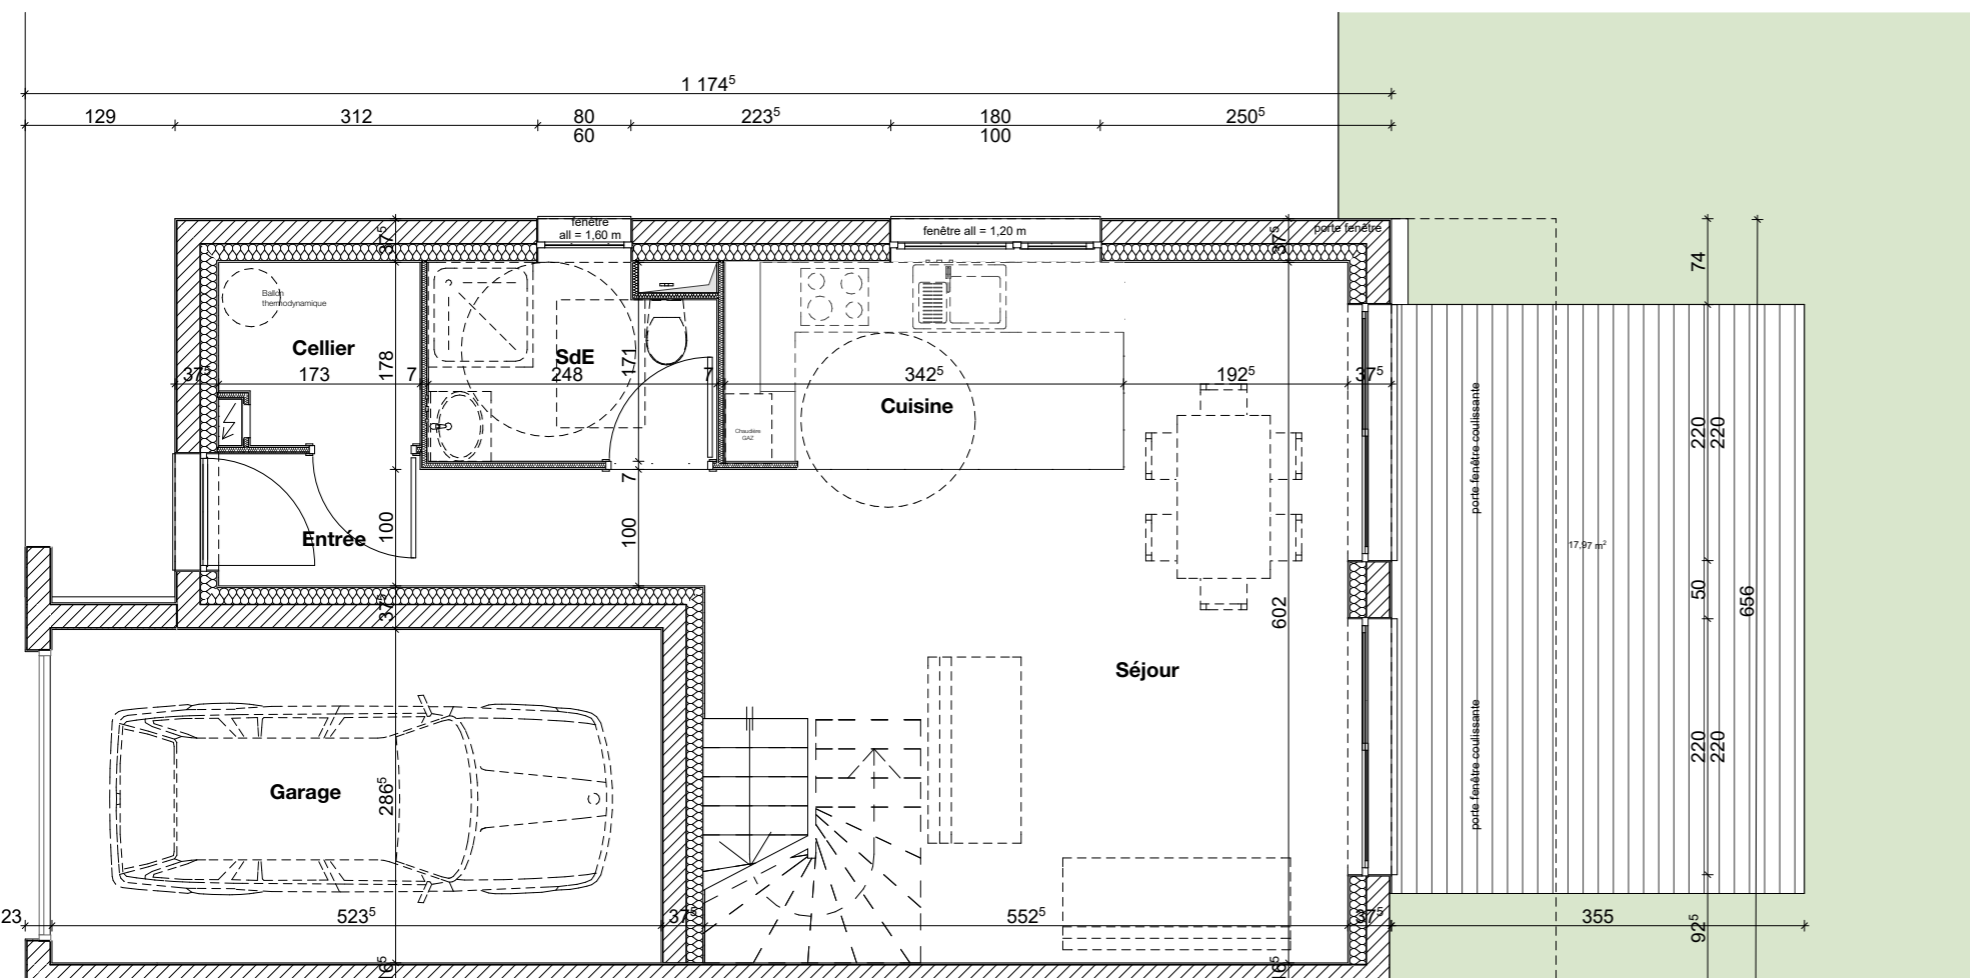 1 174⁵
129 312 80 223⁵ 180 250⁵
60 100
fenêtre
all = 1,60 m
fenêtre all = 1,20 m
porte fenêtre
37⁵
37⁵
74
Ballon
thermodynamique
Cellier
178
SdE
171
37⁵ 173 7 248 7 342⁵ 192⁵ 37⁵
Cuisine
Chaudière
GAZ
porte fenêtre coulissante
220
220
7
Entrée
100
100
17,97 m²
50
656
37⁵
602
Séjour
Garage
286⁵
porte fenêtre coulissante
220
220
23 523⁵ 37⁵ 552⁵ 37⁵ 355
92⁵
16⁵
16⁵